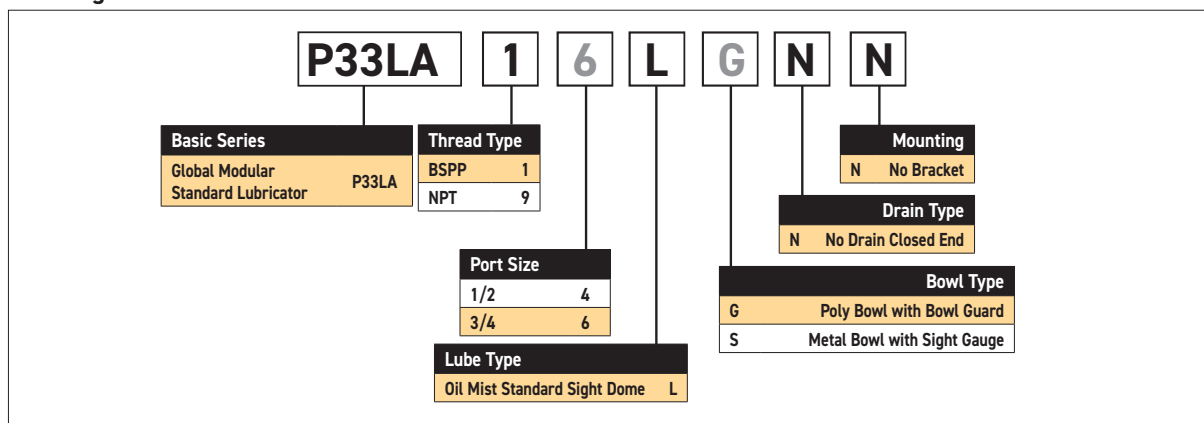 P33LA 1 6 L G N N
Basic Series
Global Modular
Standard Lubricator P33LA
Thread Type
BSPP 1
NPT 9
Mounting
N No Bracket
Drain Type
N No Drain Closed End
Port Size
1/2 4
3/4 6
Bowl Type
G Poly Bowl with Bowl Guard
S Metal Bowl with Sight Gauge
Lube Type
Oil Mist Standard Sight Dome L